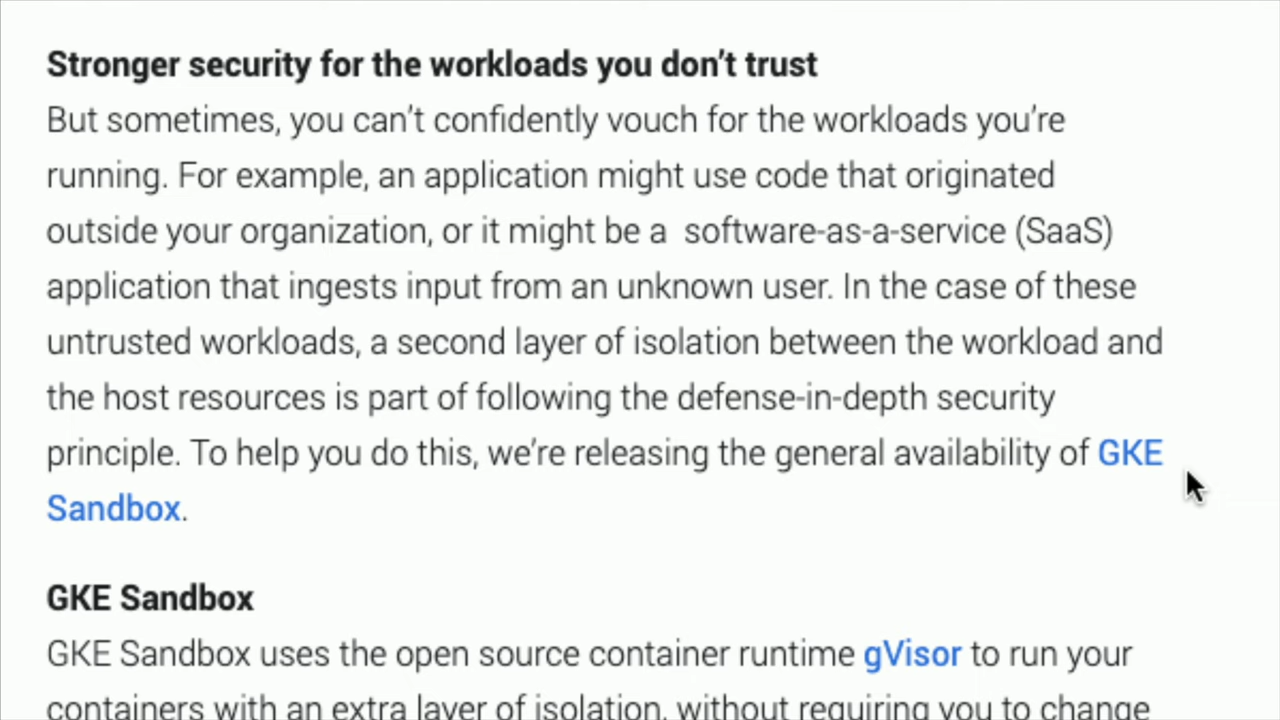 Stronger security for the workloads you don’t trust
But sometimes, you can’t confidently vouch for the workloads you’re
running. For example, an application might use code that originated
outside your organization, or it might be a  software-as-a-service (SaaS)
application that ingests input from an unknown user. In the case of these
untrusted workloads, a second layer of isolation between the workload and
the host resources is part of following the defense-in-depth security
principle. To help you do this, we’re releasing the general availability of GKE
Sandbox.
GKE Sandbox
GKE Sandbox uses the open source container runtime gVisor to run your
containers with an extra layer of isolation, without requiring you to change